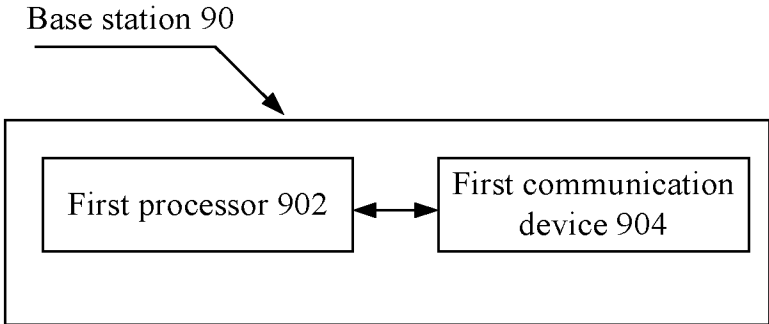 Base station 90
First processor 902
First communication
device 904